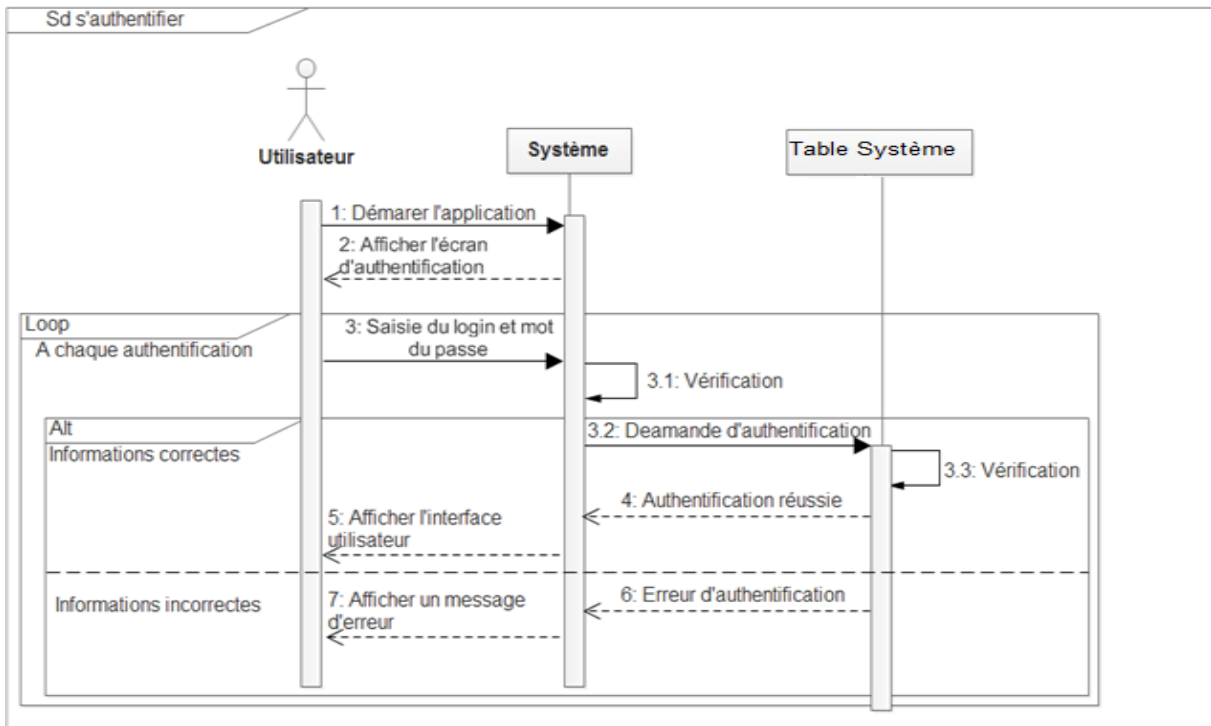 Sd s'authentifier
Utilisateur
Système
Table Système
1: Démarer l'application
2: Afficher l'écran
d'authentification
Loop
A chaque authentification
3: Saisie du login et mot
du passe
3.1: Vérification
Alt
Informations correctes
3.2: Deamande d'authentification
3.3: Vérification
4: Authentification réussie
5: Afficher l'interface
utilisateur
Informations incorrectes
6: Erreur d'authentification
7: Afficher un message
d'erreur